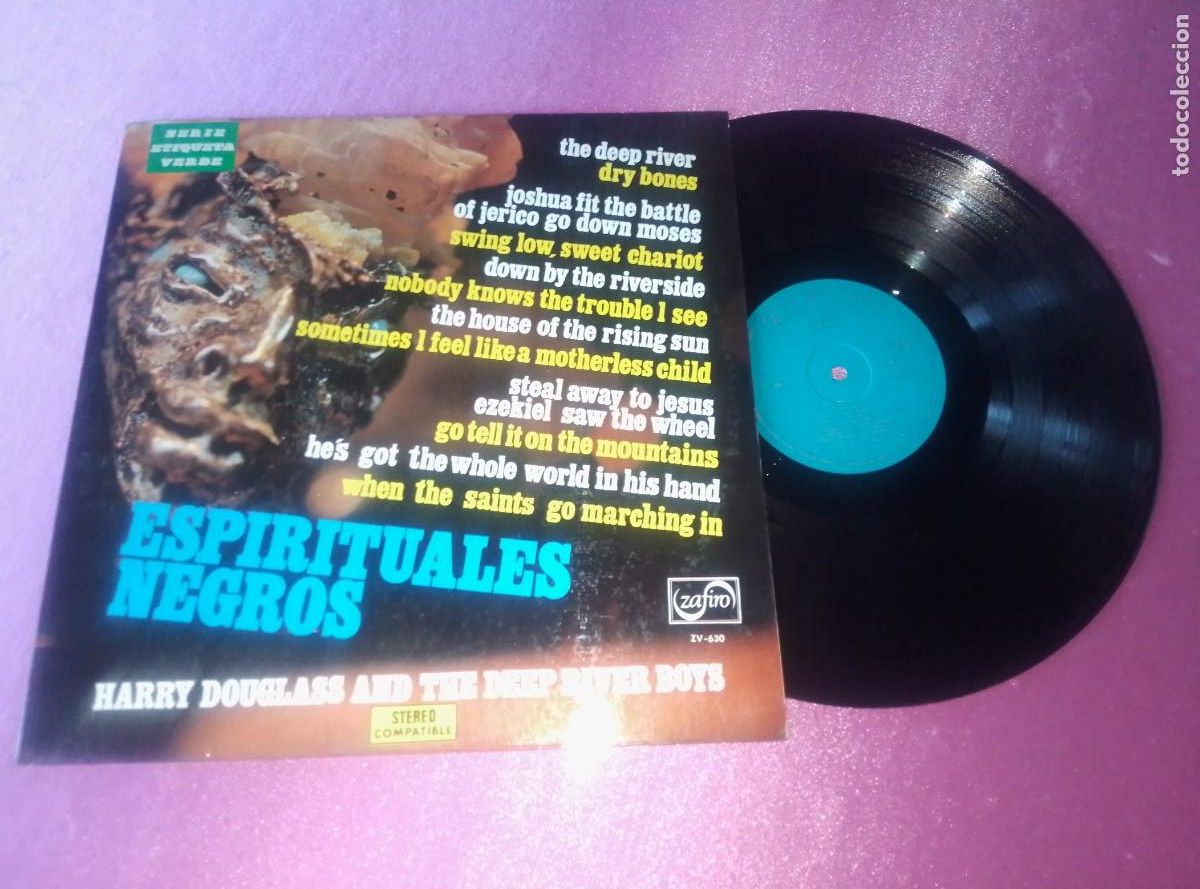 SERIE
ETIQUETA
VERDE
the deep river
dry bones
joshua fit the battle
of jerico go down moses
swing low, sweet chariot
down by the riverside
nobody knows the trouble I see
the house of the rising sun
sometimes I feel like a motherless child
steal away to jesus
ezekiel saw the wheel
go tell it on the mountains
he's got the whole world in his hand
when the saints go marching in
ESPIRITUALES
NEGROS
zafiro
ZV-630
HARRY DOUGLASS AND THE DEEP RIVER BOYS
STEREO
COMPATIBLE
todocoleccion